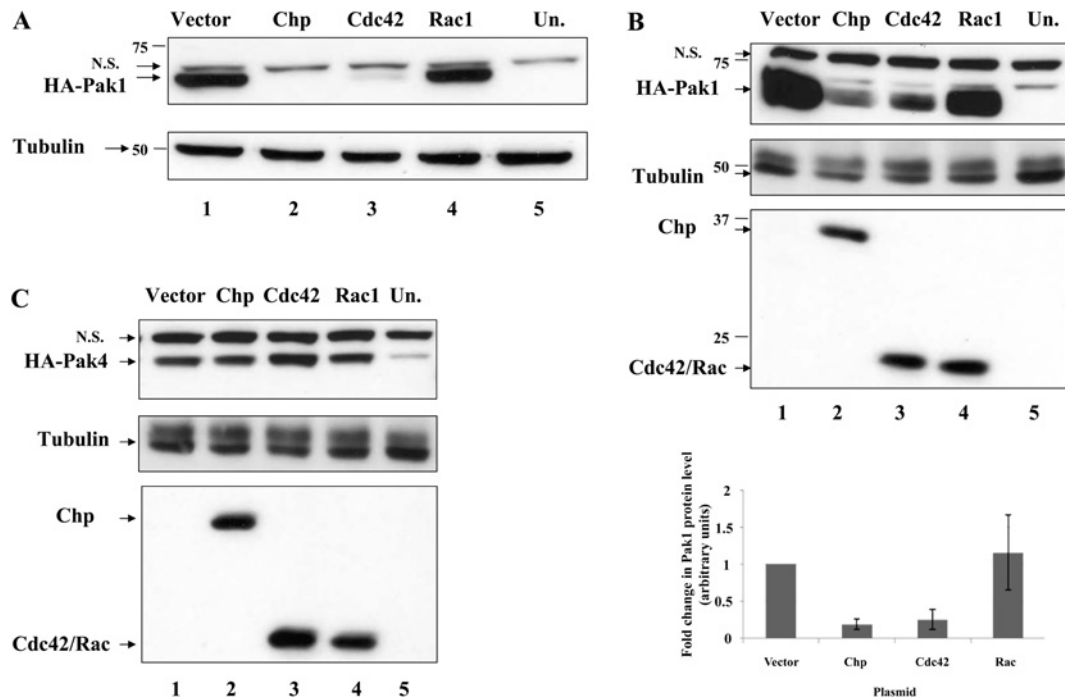 A
Vector Chp Cdc42 Rac1 Un.
75
N.S.
HA-Pak1
Tubulin 50
1 2 3 4 5
B
Vector Chp Cdc42 Rac1 Un.
N.S.
75
HA-Pak1
50
Tubulin
37
Chp
25
Cdc42/Rac
1 2 3 4 5
Fold change in Pak1 protein level
(arbitrary units)
2
1.5
1
0.5
0
Vector Chp Cdc42 Rac
Plasmid
C
Vector Chp Cdc42 Rac1 Un.
N.S.
HA-Pak4
Tubulin
Chp
Cdc42/Rac
1 2 3 4 5